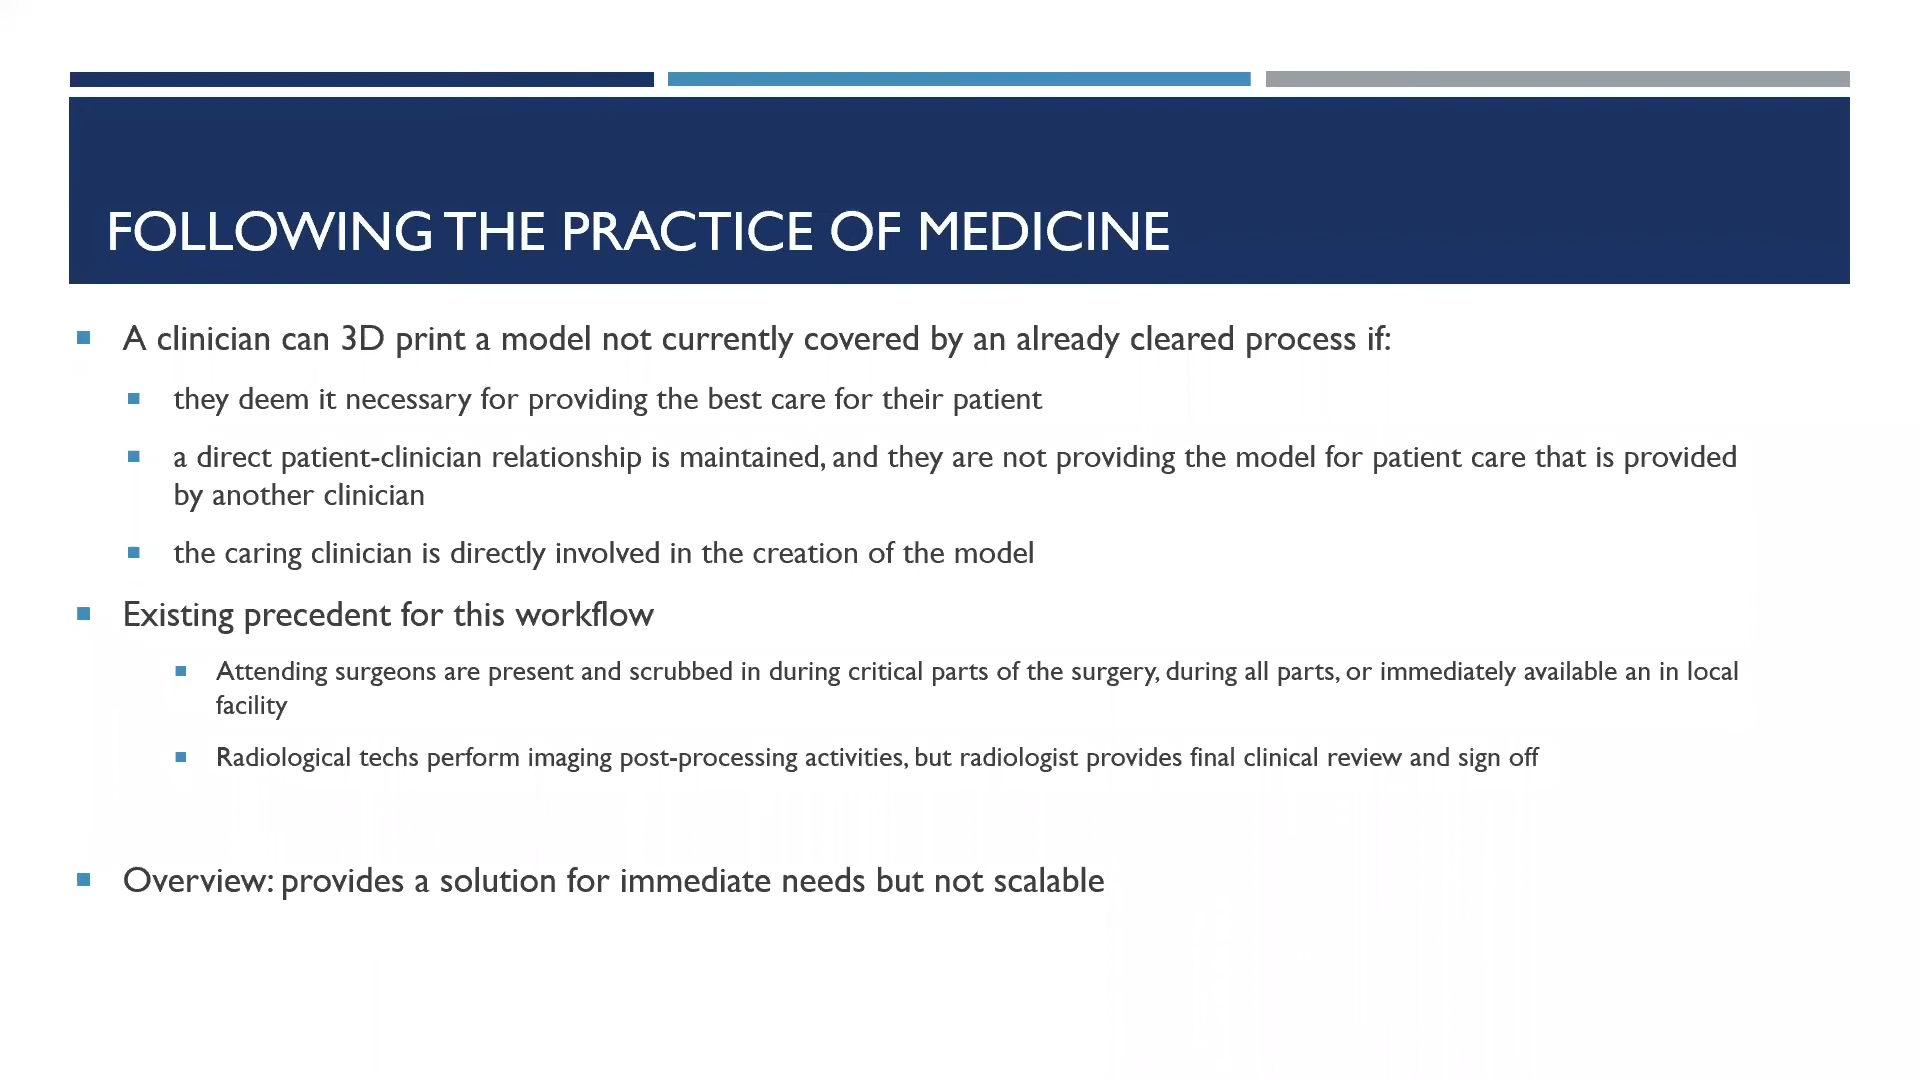 FOLLOWING THE PRACTICE OF MEDICINE
A clinician can 3D print a model not currently covered by an already cleared process if:
they deem it necessary for providing the best care for their patient
a direct patient-clinician relationship is maintained, and they are not providing the model for patient care that is provided
by another clinician
the caring clinician is directly involved in the creation of the model
Existing precedent for this workflow
Attending surgeons are present and scrubbed in during critical parts of the surgery, during all parts, or immediately available an in local
facility
Radiological techs perform imaging post-processing activities, but radiologist provides final clinical review and sign off
Overview: provides a solution for immediate needs but not scalable